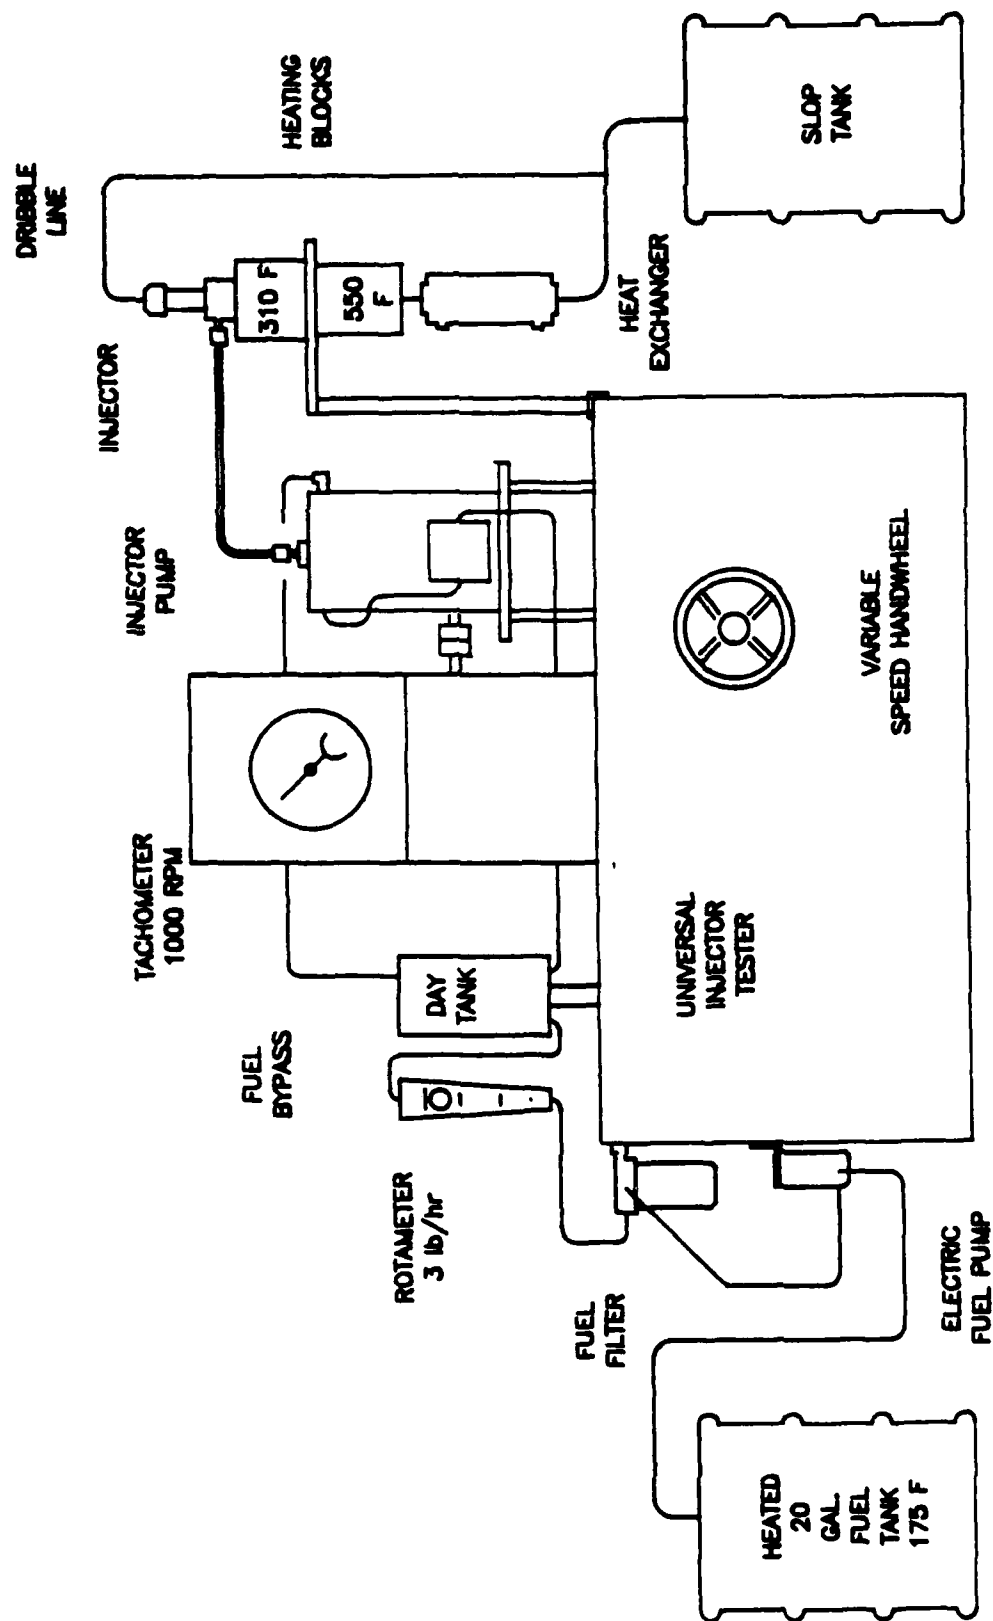 DRIBBLE
LINE
HEATING
BLOCKS
INJECTOR
310 F
550
F
INJECTOR
PUMP
HEAT
EXCHANGER
SLOP
TANK
TACHOMETER
1000 RPM
FUEL
BYPASS
DAY
TANK
ROTAMETER
3 lb/hr
UNIVERSAL
INJECTOR
TESTER
VARIABLE
SPEED HANDWHEEL
FUEL
FILTER
ELECTRIC
FUEL PUMP
HEATED
20
GAL.
FUEL
TANK
175 F